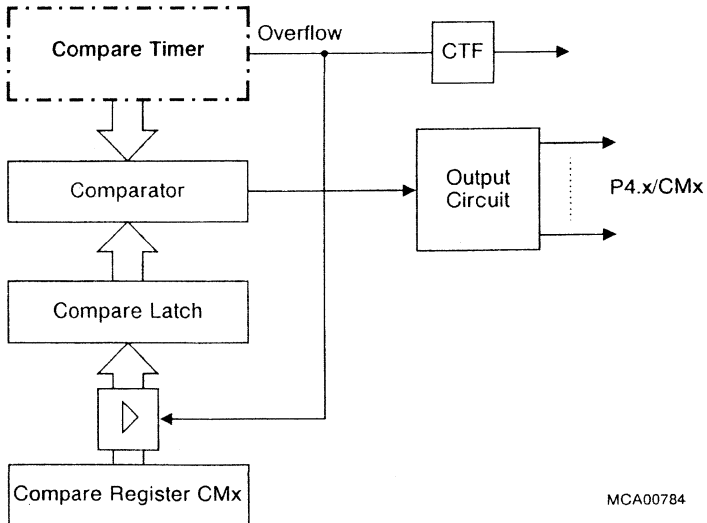 Compare Timer
Overflow
CTF
Comparator
Output
Circuit
P4.x/CMx
Compare Latch
Compare Register CMx
MCA00784